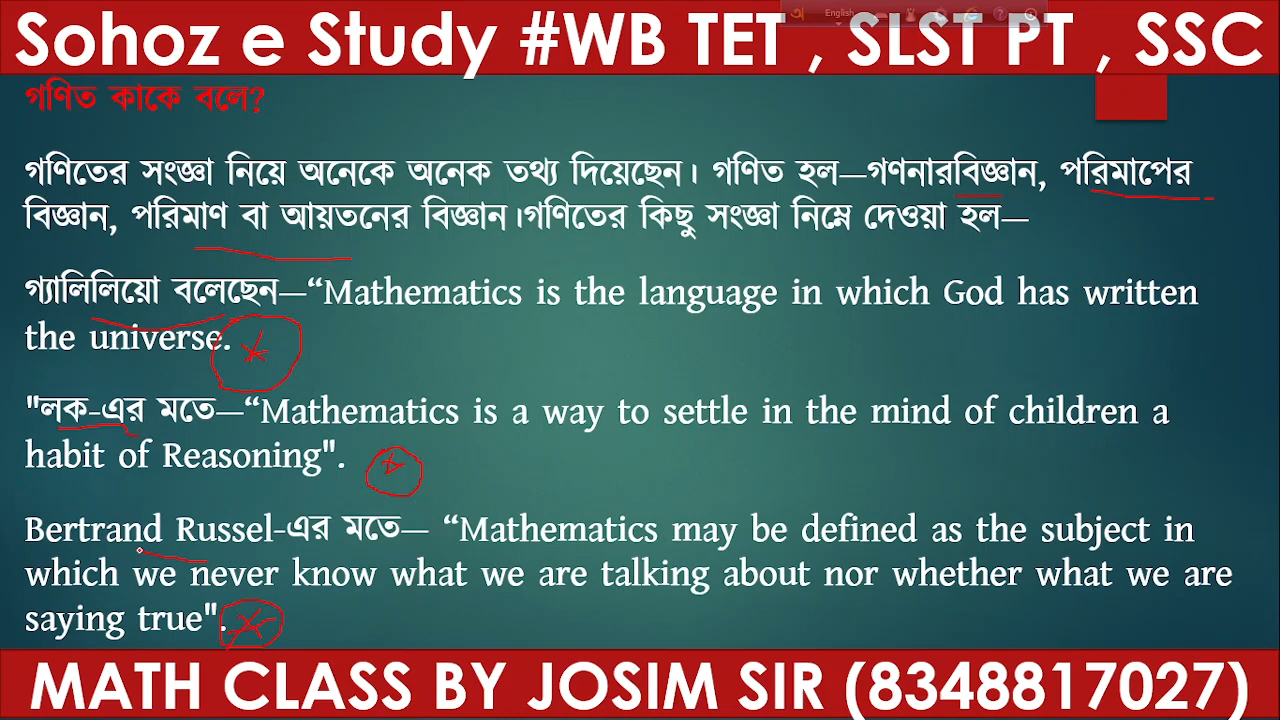 Sohoz e Study #WB TET , SLST PT , SSC
English
গণিত কাকে বলে?
গণিতের সংজ্ঞা নিয়ে অনেকে অনেক তথ্য দিয়েছেন। গণিত হল—গণনারবিজ্ঞান, পরিমাপের
বিজ্ঞান, পরিমাণ বা আয়তনের বিজ্ঞান।গণিতের কিছু সংজ্ঞা নিম্নে দেওয়া হল—
গ্যালিলিয়ো বলেছেন—“Mathematics is the language in which God has written
the universe.
"লক-এর মতে—“Mathematics is a way to settle in the mind of children a
habit of Reasoning".
Bertrand Russel-এর মতে— “Mathematics may be defined as the subject in
which we never know what we are talking about nor whether what we are
saying true".
MATH CLASS BY JOSIM SIR (8348817027)